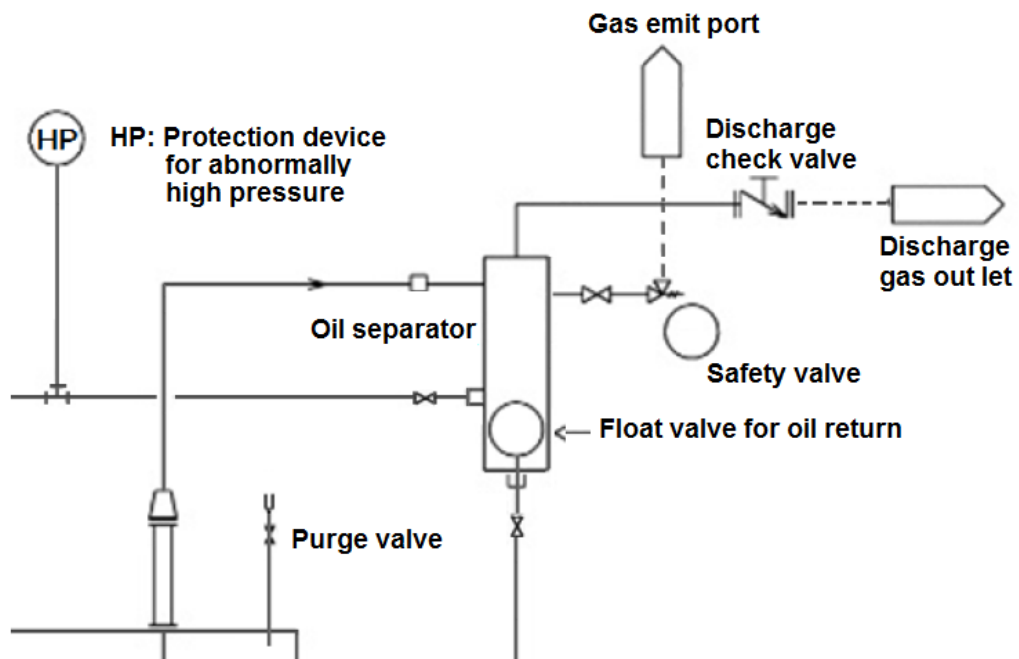 Gas emit port
HP
HP: Protection device
for abnormally
high pressure
Discharge
check valve
Discharge
gas out let
Oil separator
Safety valve
Float valve for oil return
Purge valve